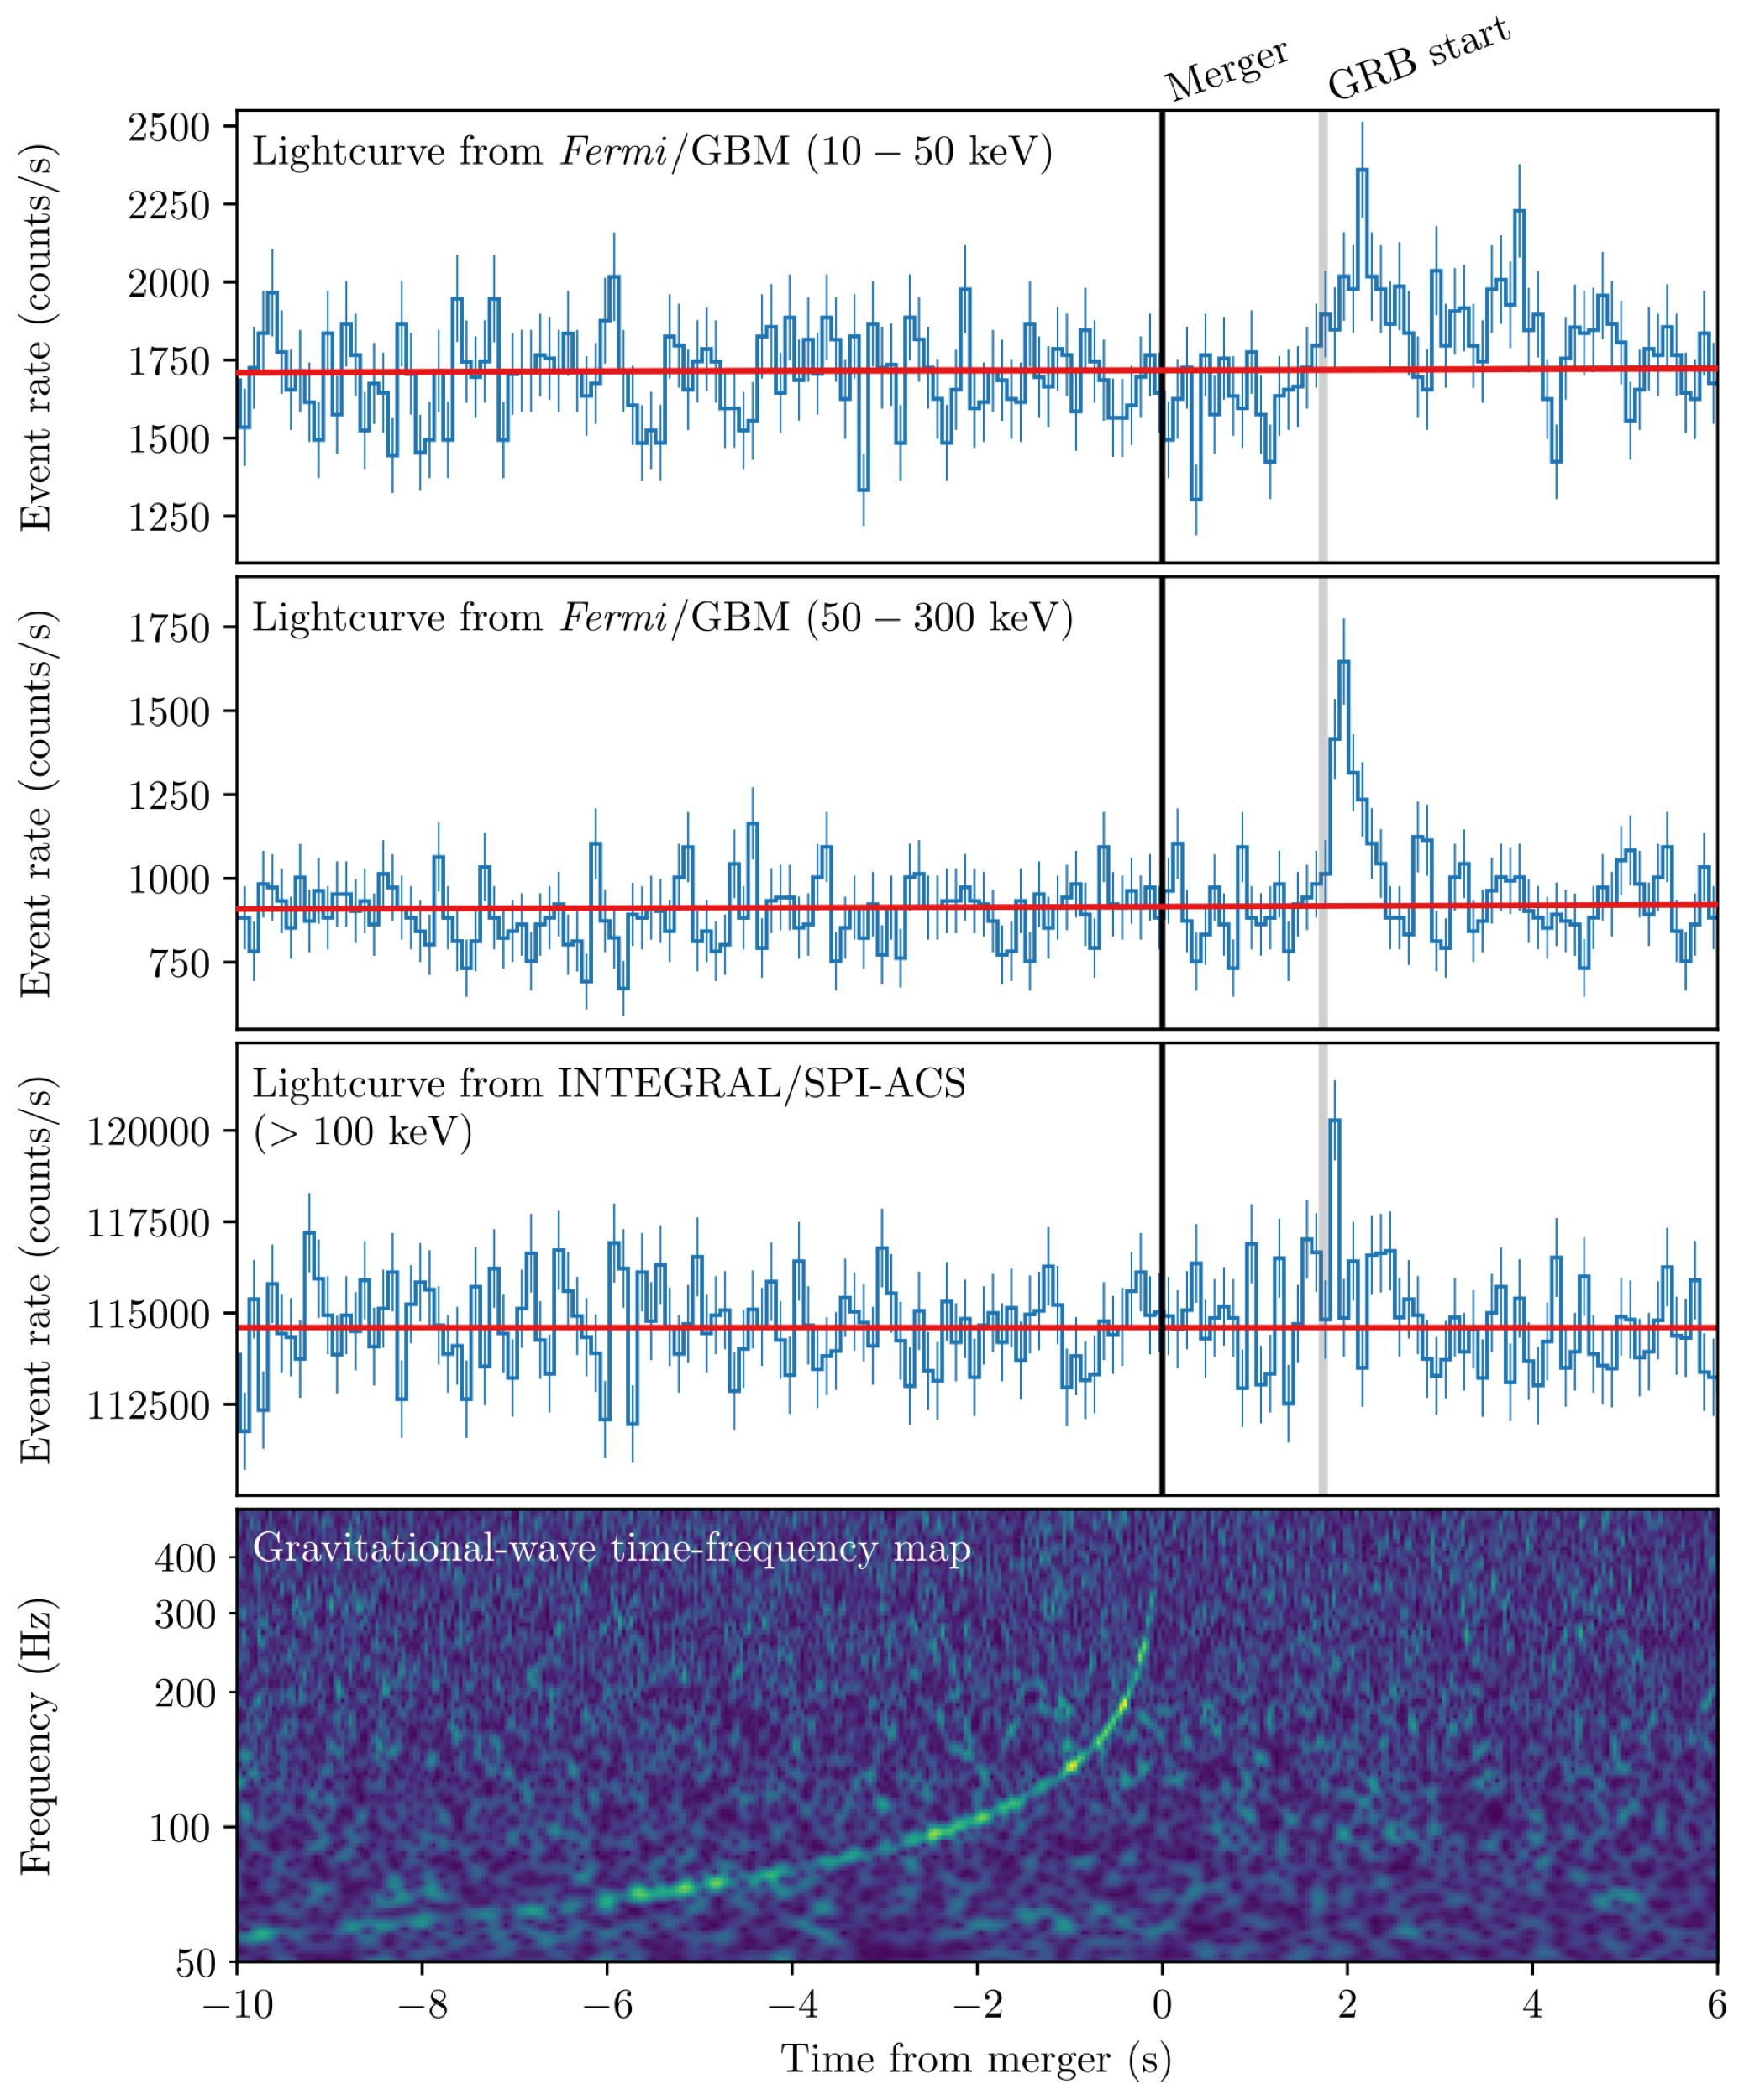 Merger
GRB start
Lightcurve from Fermi/GBM (10 − 50 keV)
Event rate (counts/s)
2500
2250
2000
1750
1500
1250
Lightcurve from Fermi/GBM (50 − 300 keV)
Event rate (counts/s)
1750
1500
1250
1000
750
Lightcurve from INTEGRAL/SPI-ACS
(> 100 keV)
Event rate (counts/s)
120000
117500
115000
112500
Gravitational-wave time-frequency map
Frequency (Hz)
400
300
200
100
50
−10 −8 −6 −4 −2 0 2 4 6
Time from merger (s)